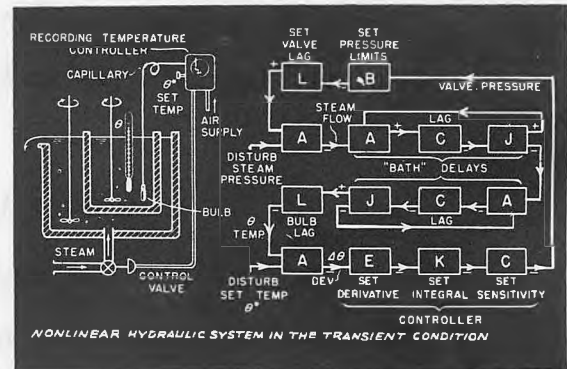 RECORDING TEMPERATURE
CONTROLLER
CAPILLARY
θ°
SET
TEMP
AIR
SUPPLY
θ
BULB
STEAM
CONTROL
VALVE
SET
VALVE
LAG
SET
PRESSURE
LIMITS
L
B
VALVE PRESSURE
STEAM
FLOW
LAG
A
A
C
J
DISTURB
STEAM
PRESSURE
"BATH" DELAYS
L
J
C
A
θ
TEMP.
BULB
LAG
LAG
A
Δθ
E
K
C
DEV.
DISTURB
SET TEMP
θ°
SET
DERIVATIVE
SET
INTEGRAL
SET
SENSITIVITY
CONTROLLER
NONLINEAR HYDRAULIC SYSTEM IN THE TRANSIENT CONDITION